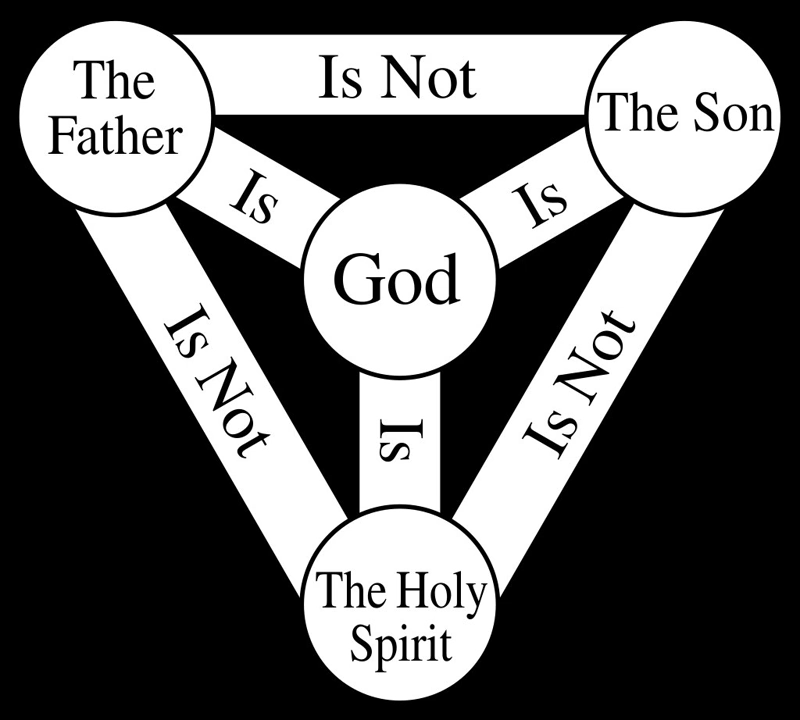 The
Father
Is Not
The Son
Is
Is
God
Is Not
Is
Is Not
The Holy
Spirit